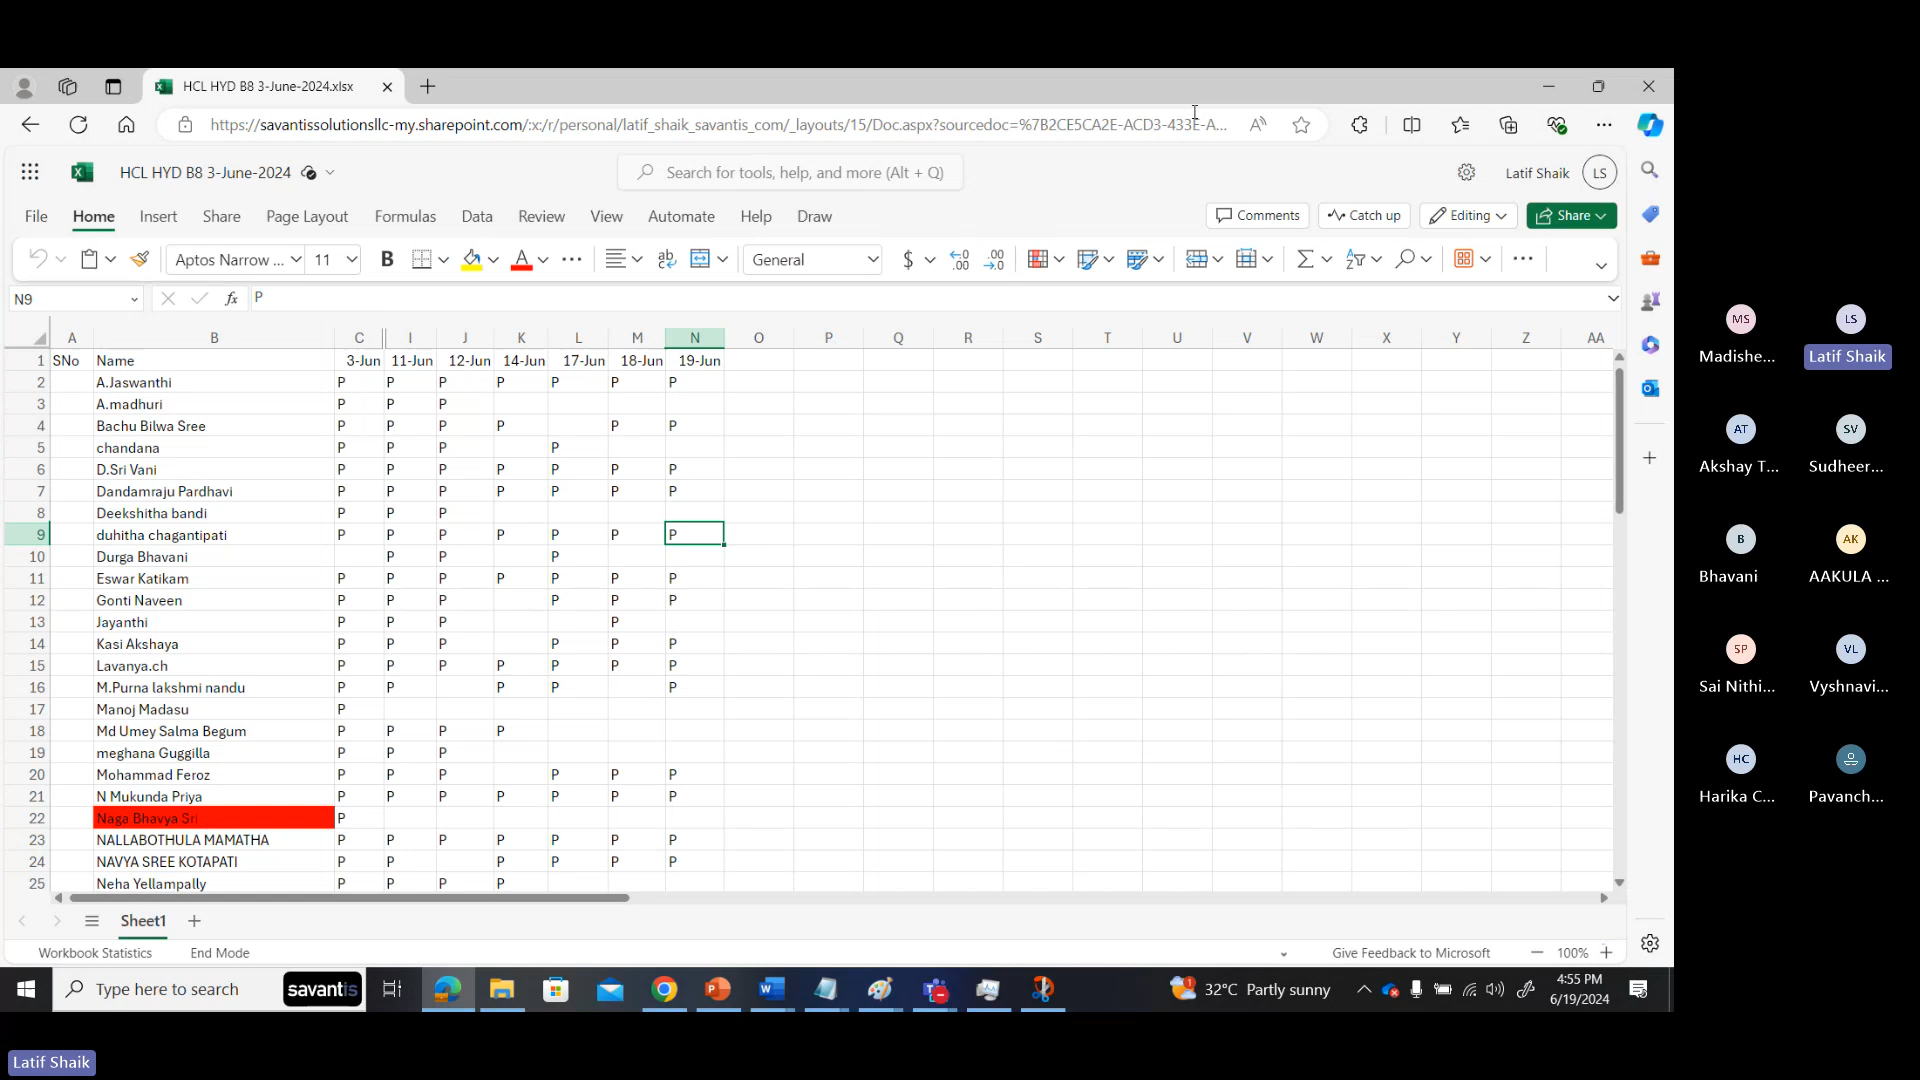 HCL HYD B8 3-June-2024.xlsx
https://savantissolutionsllc-my.sharepoint.com/:x:/r/personal/latif_shaik_savantis_com/_layouts/15/Doc.aspx?sourcedoc=%7B2CE5CA2E-ACD3-433E-A...
HCL HYD B8 3-June-2024
Search for tools, help, and more (Alt + Q)
Latif Shaik LS
File Home Insert Share Page Layout Formulas Data Review View Automate Help Draw
Comments Catch up Editing Share
Aptos Narrow ... 11 B General $
N9 fx P
A B C I J K L M N O P Q R S T U V W X Y Z AA
1 SNo Name 3-Jun 11-Jun 12-Jun 14-Jun 17-Jun 18-Jun 19-Jun
2 A.Jaswanthi P P P P P P P
3 A.madhuri P P P
4 Bachu Bilwa Sree P P P P P P
5 chandana P P P P
6 D.Sri Vani P P P P P P P
7 Dandamraju Pardhavi P P P P P P P
8 Deekshitha bandi P P P
9 duhitha chagantipati P P P P P P P
10 Durga Bhavani P P P
11 Eswar Katikam P P P P P P P
12 Gonti Naveen P P P P P P
13 Jayanthi P P P P
14 Kasi Akshaya P P P P P P
15 Lavanya.ch P P P P P P P
16 M.Purna lakshmi nandu P P P P P
17 Manoj Madasu P
18 Md Umey Salma Begum P P P P
19 meghana Guggilla P P P
20 Mohammad Feroz P P P P P P
21 N Mukunda Priya P P P P P P P
22 Naga Bhavya Sri P
23 NALLABOTHULA MAMATHA P P P P P P P
24 NAVYA SREE KOTAPATI P P P P P P
25 Neha Yellampally P P P P
Sheet1
Workbook Statistics End Mode Give Feedback to Microsoft 100%
Type here to search savantis 32°C Partly sunny 4:55 PM
6/19/2024
MS LS
Madishe... Latif Shaik
AT SV
Akshay T... Sudheer...
B AK
Bhavani AAKULA ...
SP VL
Sai Nithi... Vyshnavi...
HC
Harika C... Pavanch...
Latif Shaik